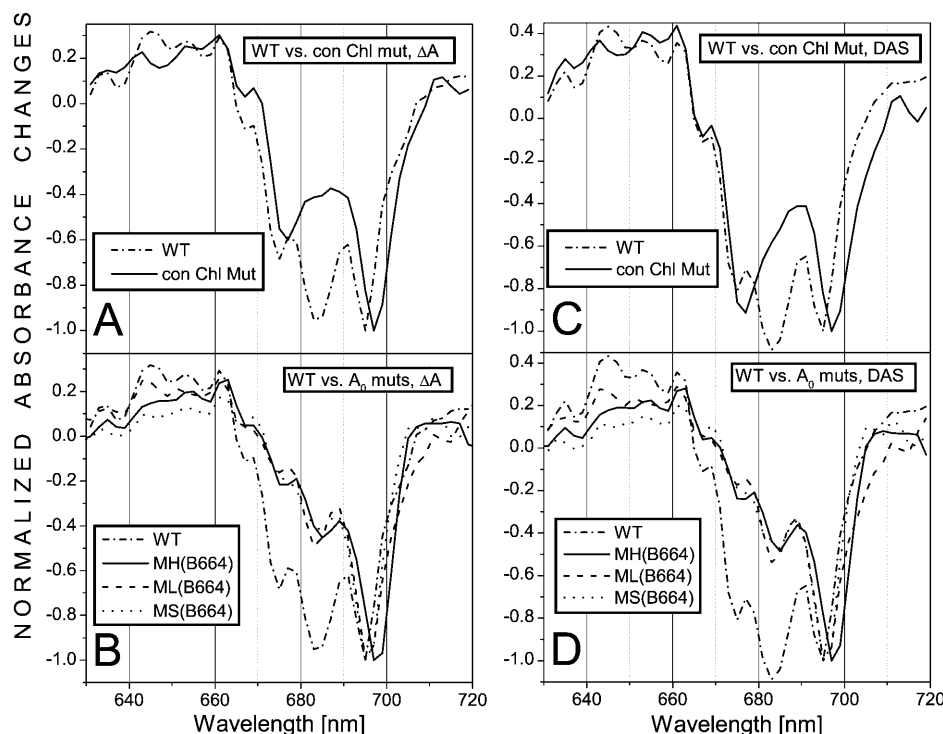 NORMALIZED ABSORBANCE CHANGES
WT vs. con Chl mut, ΔA
0.2
0.0
-0.2
-0.4
-0.6
-0.8
-1.0
WT
con Chl Mut
A
WT vs. A₀ muts, ΔA
0.2
0.0
-0.2
-0.4
-0.6
-0.8
-1.0
WT
MH(B664)
ML(B664)
MS(B664)
B
640 660 680 700 720
Wavelength [nm]
WT vs. con Chl Mut, DAS
0.4
0.2
0.0
-0.2
-0.4
-0.6
-0.8
-1.0
WT
con Chl Mut
C
WT vs. A₀ muts, DAS
0.4
0.2
0.0
-0.2
-0.4
-0.6
-0.8
-1.0
WT
MH(B664)
ML(B664)
MS(B664)
D
640 660 680 700 720
Wavelength [nm]